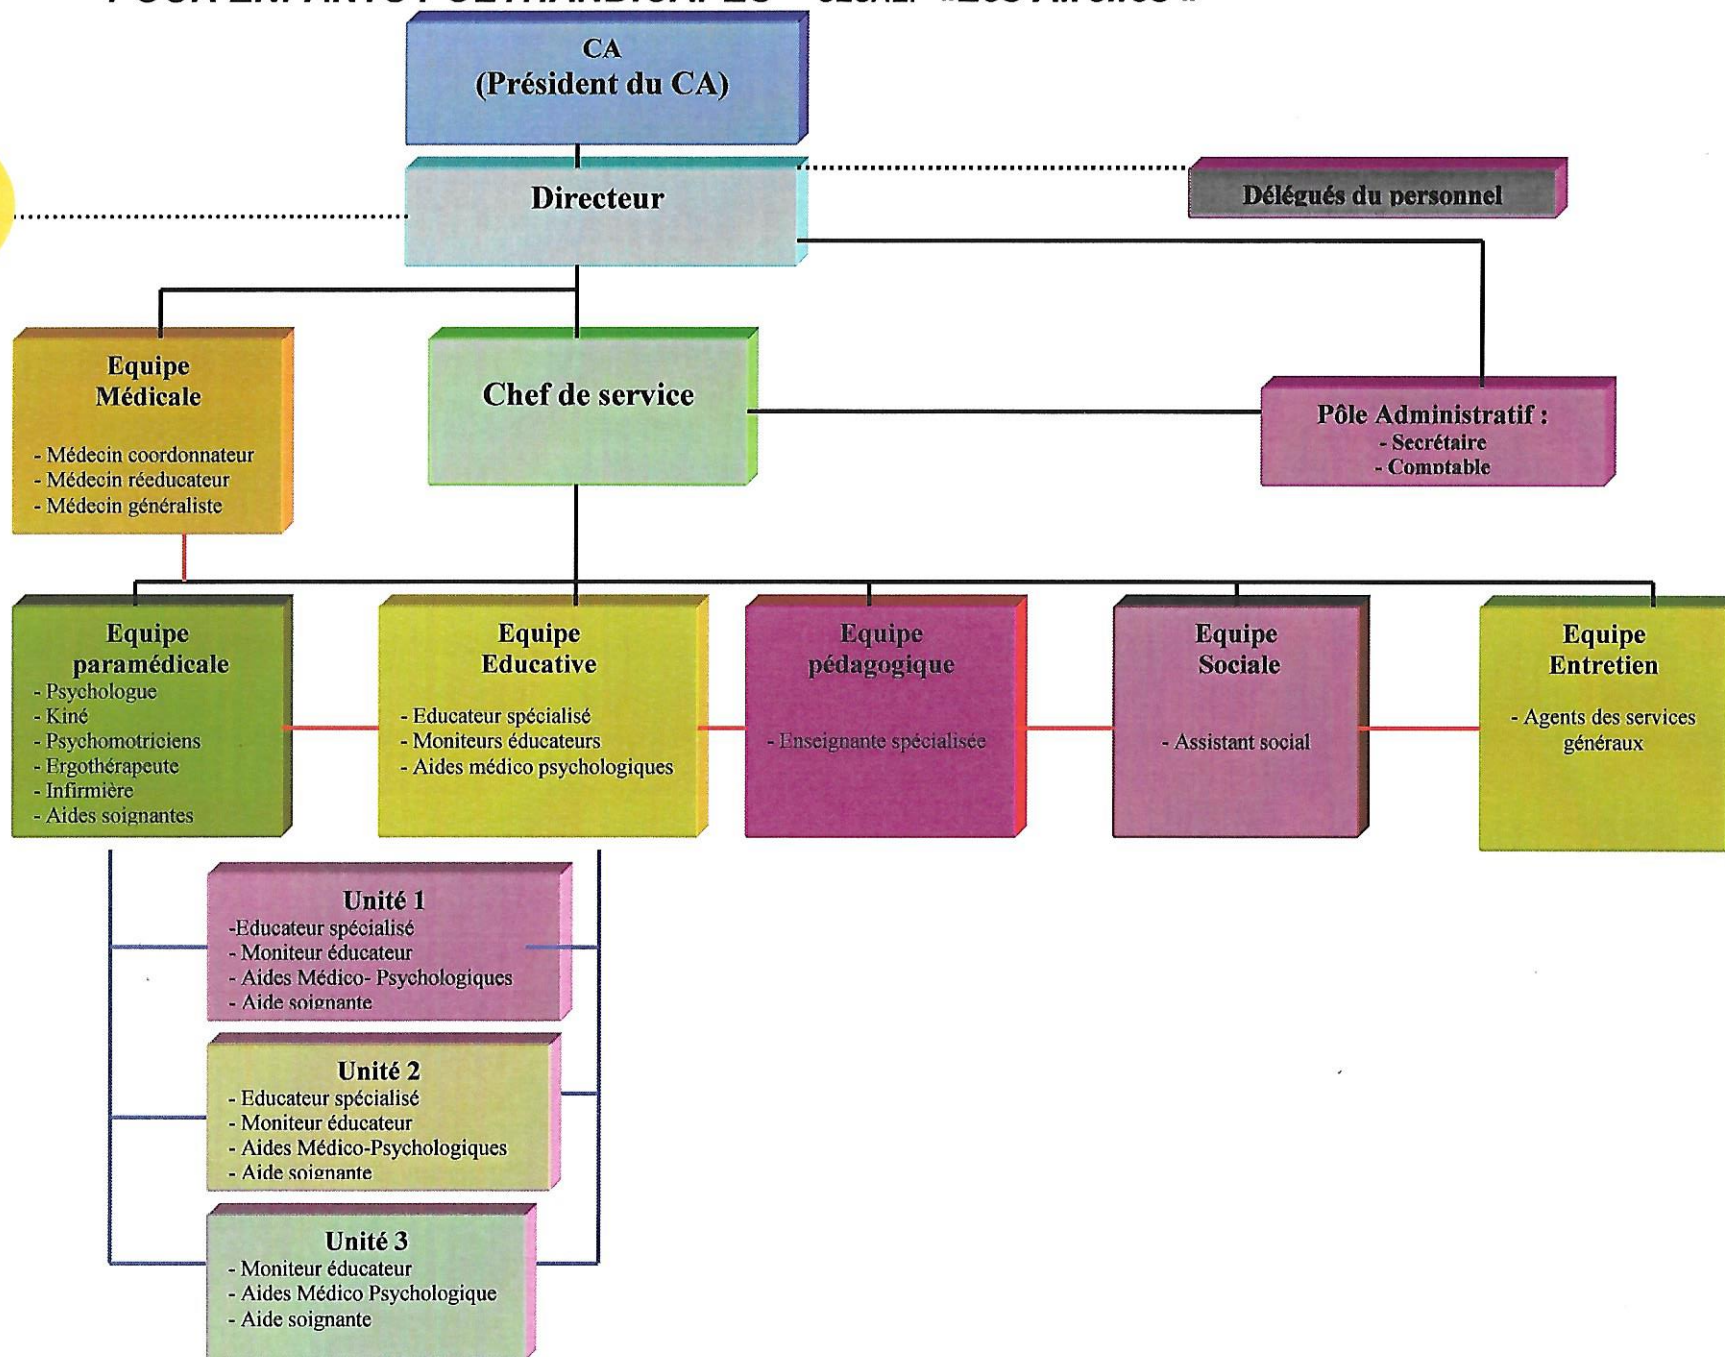 POUR ENFANTS POLYHANDICAPES
CA
(Président du CA)
Directeur
Délégués du personnel
Equipe
Médicale
- Médecin coordonnateur
- Médecin rééducateur
- Médecin généraliste
Chef de service
Pôle Administratif :
- Secrétaire
- Comptable
Equipe
paramédicale
- Psychologue
- Kiné
- Psychomotriciens
- Ergothérapeute
- Infirmière
- Aides soignantes
Equipe
Educative
- Educateur spécialisé
- Moniteurs éducateurs
- Aides médico psychologiques
Equipe
pédagogique
- Enseignante spécialisée
Equipe
Sociale
- Assistant social
Equipe
Entretien
- Agents des services
généraux
Unité 1
-Educateur spécialisé
- Moniteur éducateur
- Aides Médico- Psychologiques
- Aide soignante
Unité 2
- Educateur spécialisé
- Moniteur éducateur
- Aides Médico-Psychologiques
- Aide soignante
Unité 3
- Moniteur éducateur
- Aides Médico Psychologique
- Aide soignante